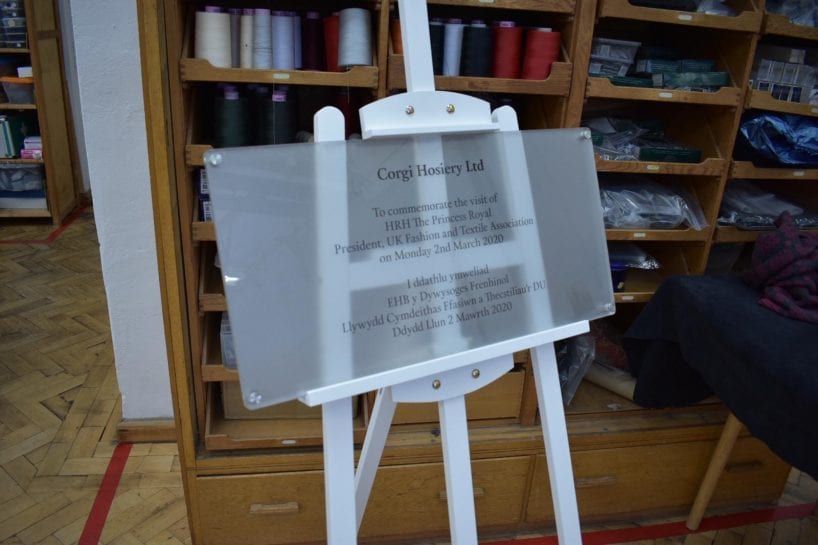 Corgi Hosiery Ltd
To commemorate the visit of
HRH The Princess Royal
President, UK Fashion and Textile Association
on Monday 2nd March 2020
I ddathlu ymweliad
EHB y Dywysoges Frenhinol
Llywydd Cymdeithas Ffasiwn a Thecstiliau'r DU
Ddydd Llun 2 Mawrth 2020